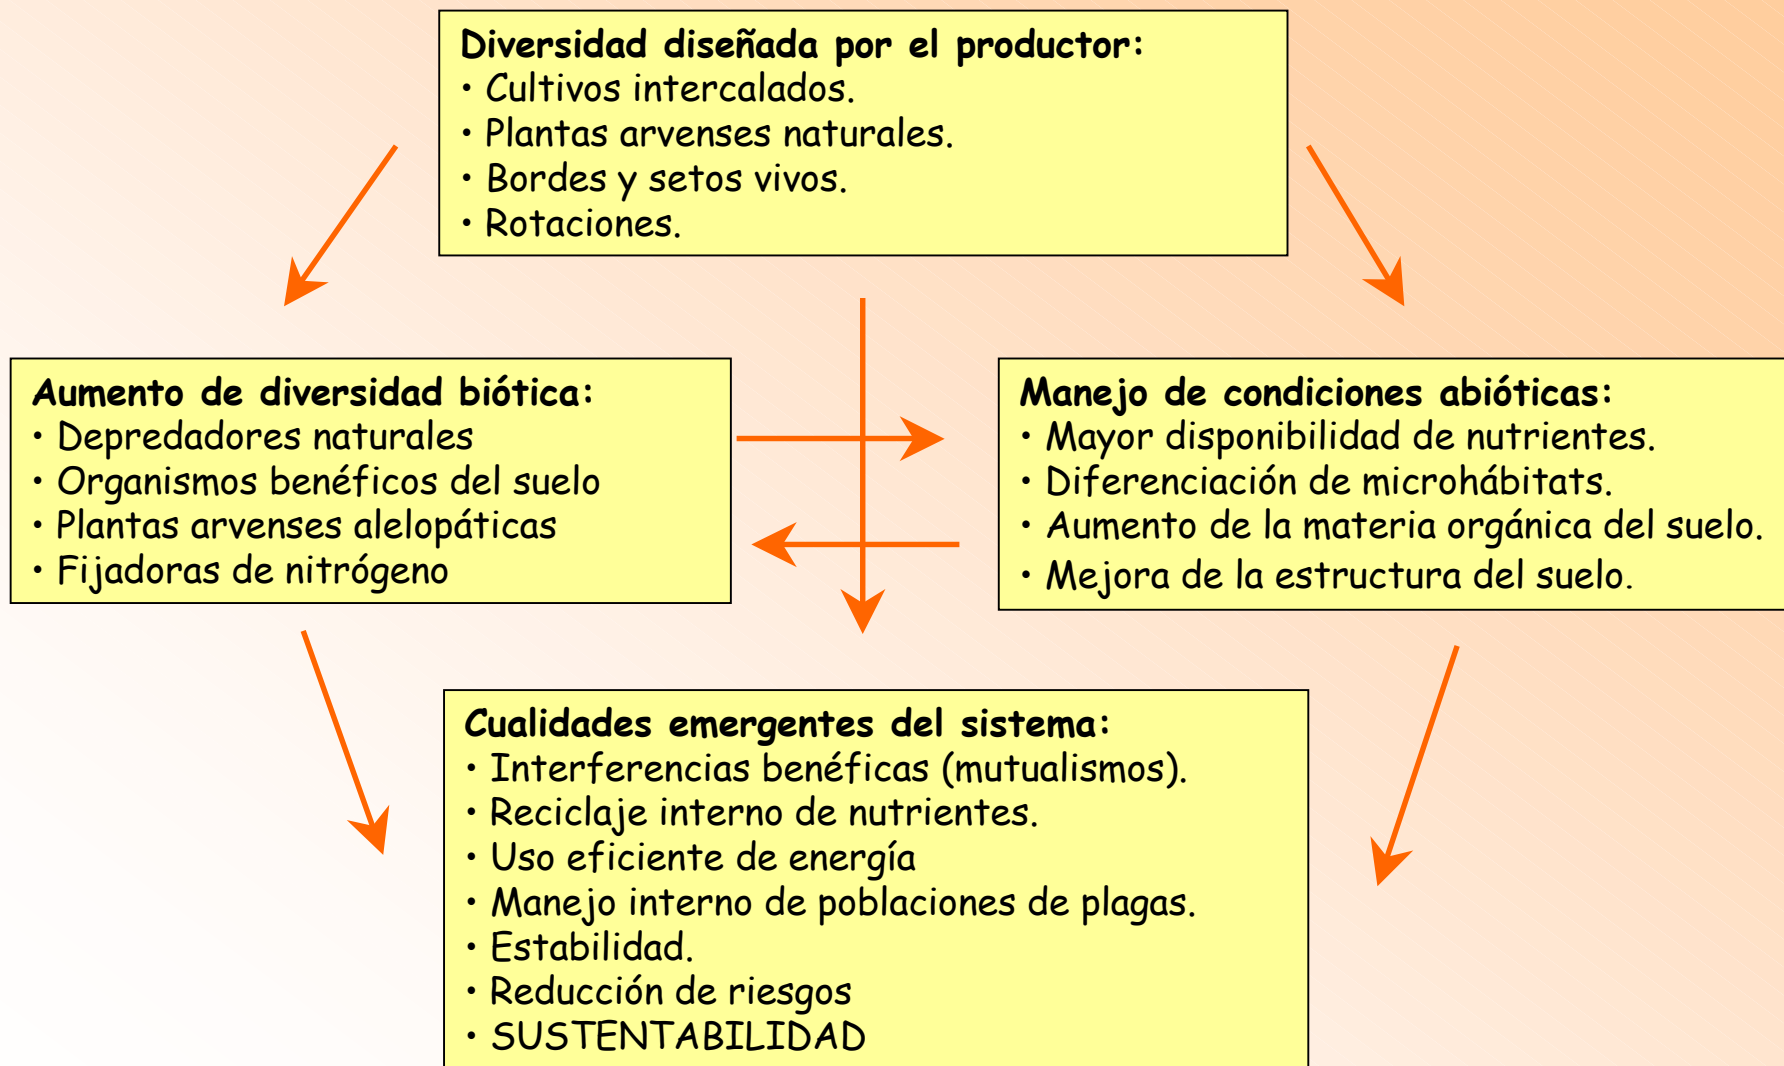 Diversidad diseñada por el productor:
• Cultivos intercalados.
• Plantas arvenses naturales.
• Bordes y setos vivos.
• Rotaciones.
Aumento de diversidad biótica:
• Depredadores naturales
• Organismos benéficos del suelo
• Plantas arvenses alelopáticas
• Fijadoras de nitrógeno
Manejo de condiciones abióticas:
• Mayor disponibilidad de nutrientes.
• Diferenciación de microhábitats.
• Aumento de la materia orgánica del suelo.
• Mejora de la estructura del suelo.
Cualidades emergentes del sistema:
• Interferencias benéficas (mutualismos).
• Reciclaje interno de nutrientes.
• Uso eficiente de energía
• Manejo interno de poblaciones de plagas.
• Estabilidad.
• Reducción de riesgos
• SUSTENTABILIDAD